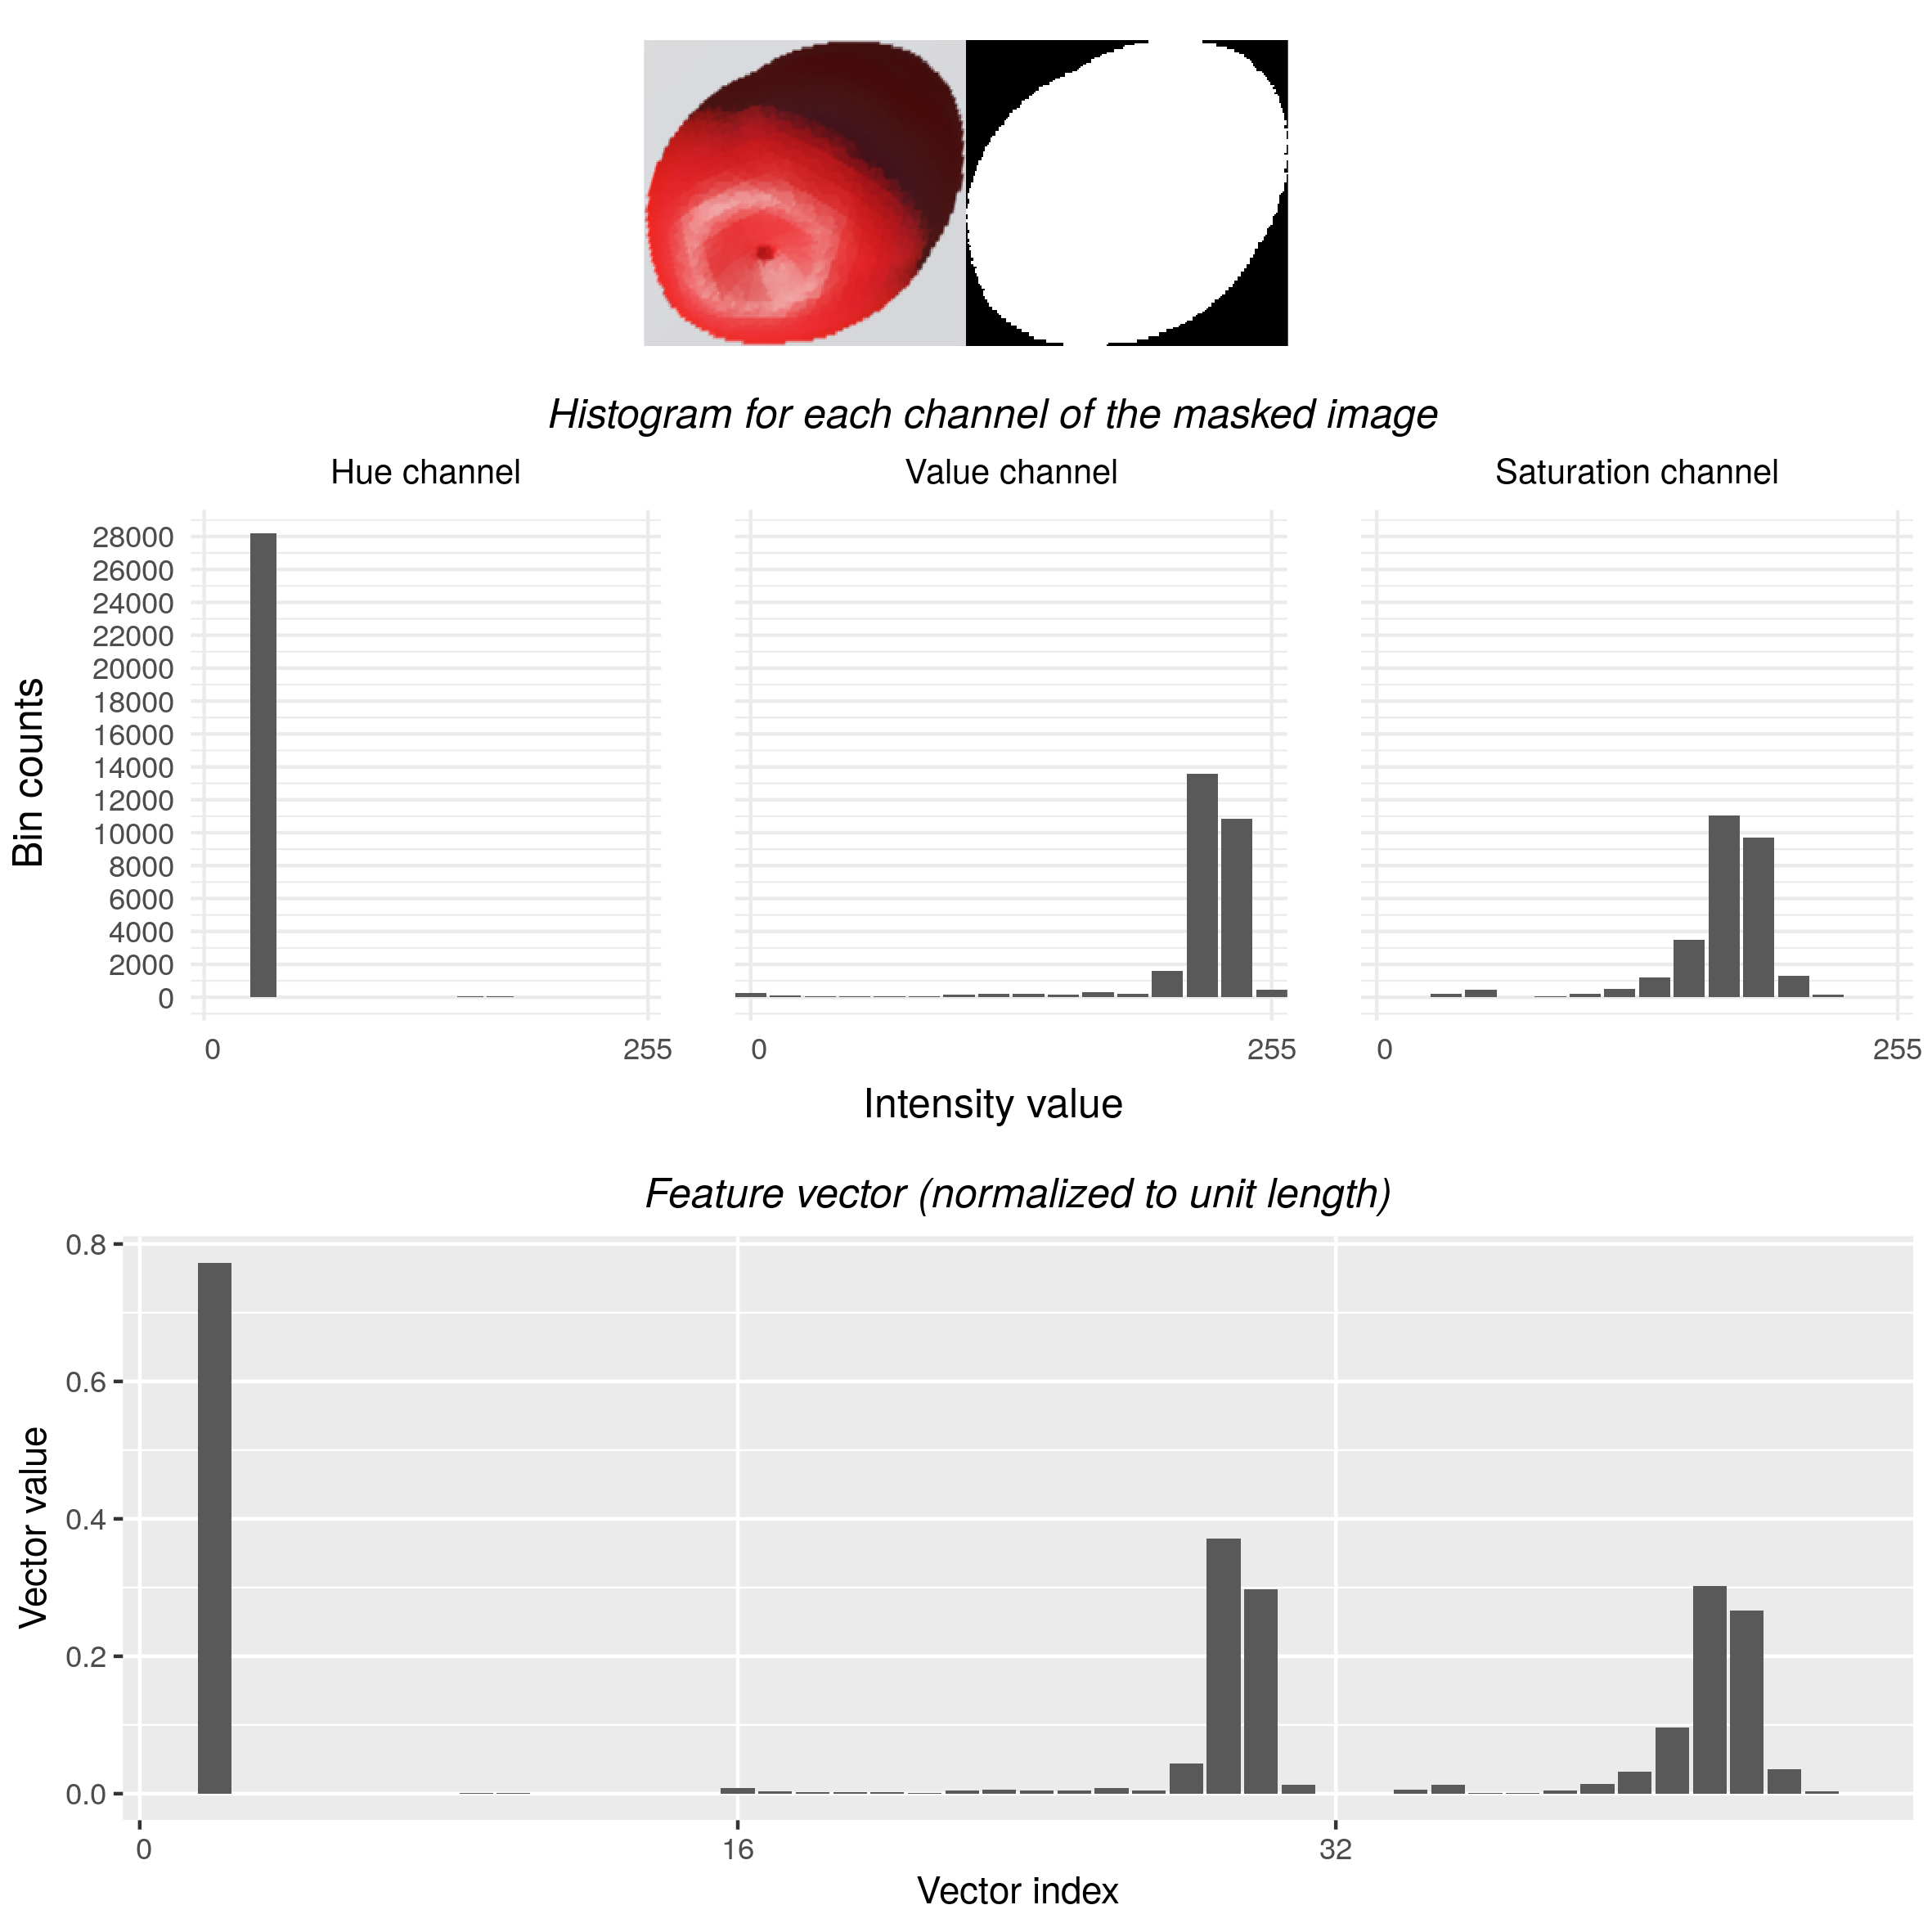 Histogram for each channel of the masked image
Hue channel
Value channel
Saturation channel
Bin counts
28000
26000
24000
22000
20000
18000
16000
14000
12000
10000
8000
6000
4000
2000
0
0 255
0 255
0 255
Intensity value
Feature vector (normalized to unit length)
Vector value
0.8
0.6
0.4
0.2
0.0
0 16 32
Vector index